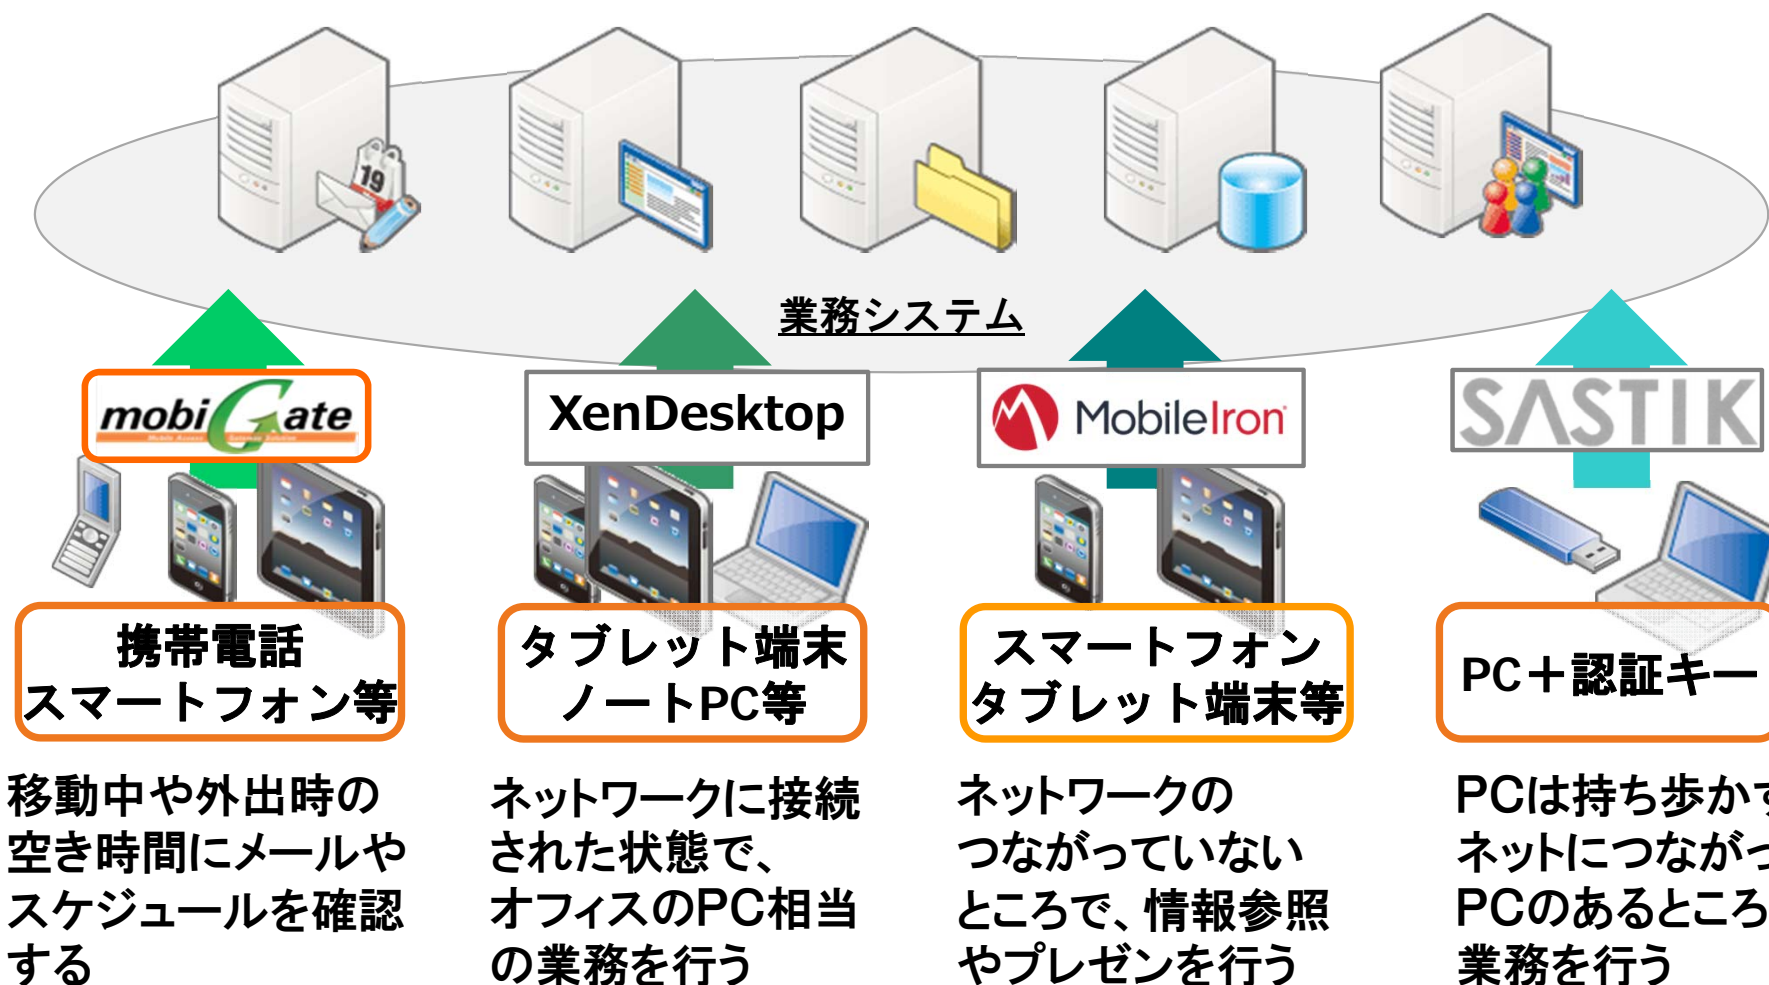 19
業務システム
mobiGate
Mobile Access Gateway Solution
XenDesktop
MobileIron
SASTIK
携帯電話
スマートフォン等
タブレット端末
ノートPC等
スマートフォン
タブレット端末等
PC＋認証キー
移動中や外出時の
空き時間にメールや
スケジュールを確認
する
ネットワークに接続
された状態で、
オフィスのPC相当
の業務を行う
ネットワークの
つながっていない
ところで、情報参照
やプレゼンを行う
PCは持ち歩かず
ネットにつながっ
PCのあるところ
業務を行う